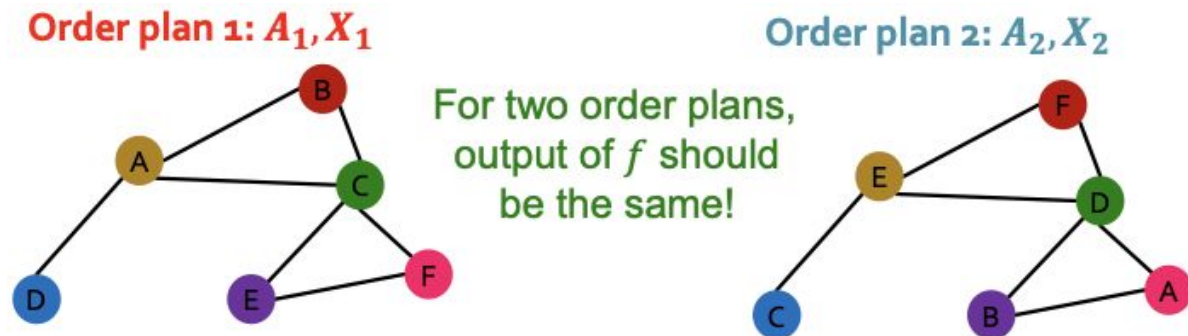 Order plan 1: A₁, X₁
Order plan 2: A₂, X₂
For two order plans,
output of f should
be the same!
B
A
C
F
E
D
F
E
D
A
B
C